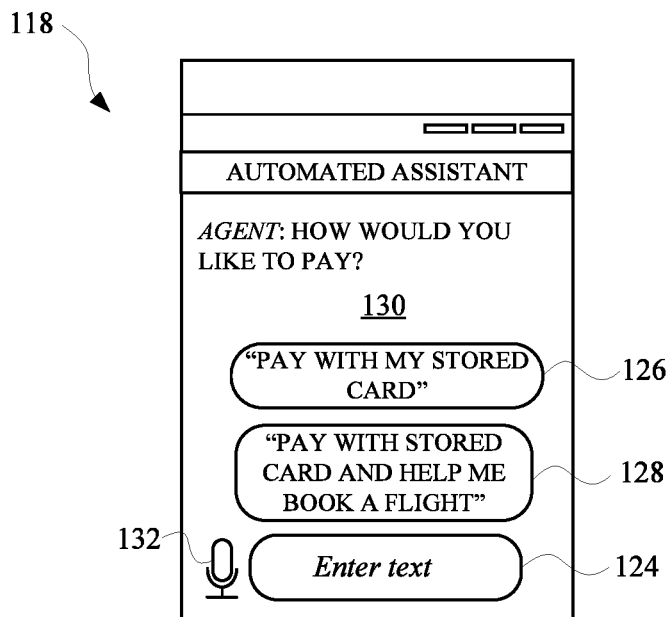 118
AUTOMATED ASSISTANT
AGENT: HOW WOULD YOU
LIKE TO PAY?
130
“PAY WITH MY STORED
CARD”
126
“PAY WITH STORED
CARD AND HELP ME
BOOK A FLIGHT”
128
132
Enter text
124